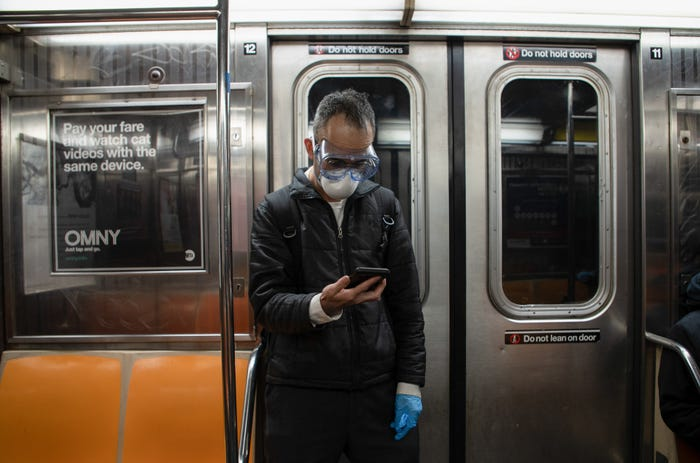 12
Do not hold doors
Do not hold doors
11
Pay your fare
and watch cat
videos with the
same device.
OMNY
Just tap and go.
MTA
Do not lean on door